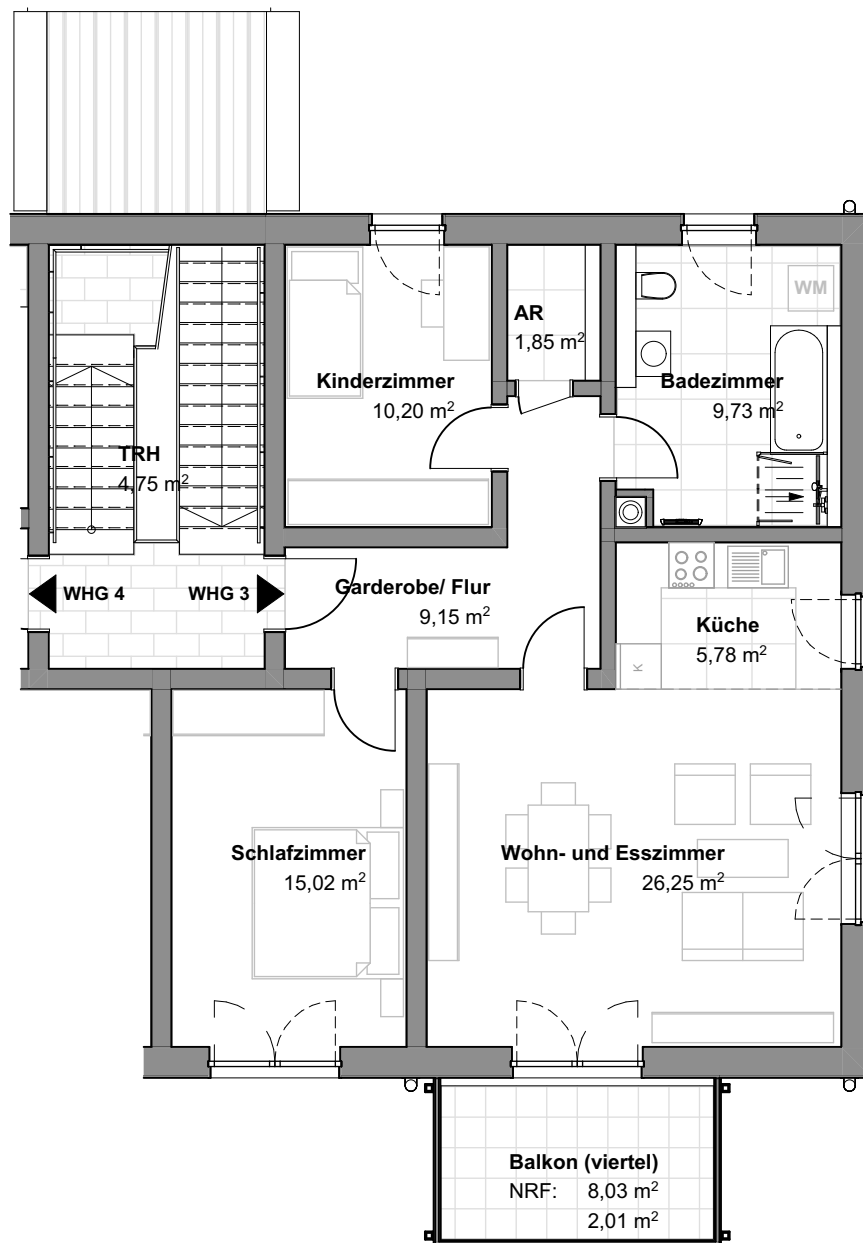 AR
1,85 m²
WM
Kinderzimmer
10,20 m²
Badezimmer
9,73 m²
TRH
4,75 m²
WHG 4
WHG 3
Garderobe/ Flur
9,15 m²
Küche
5,78 m²
K
Schlafzimmer
15,02 m²
Wohn- und Esszimmer
26,25 m²
Balkon (viertel)
NRF: 8,03 m²
2,01 m²